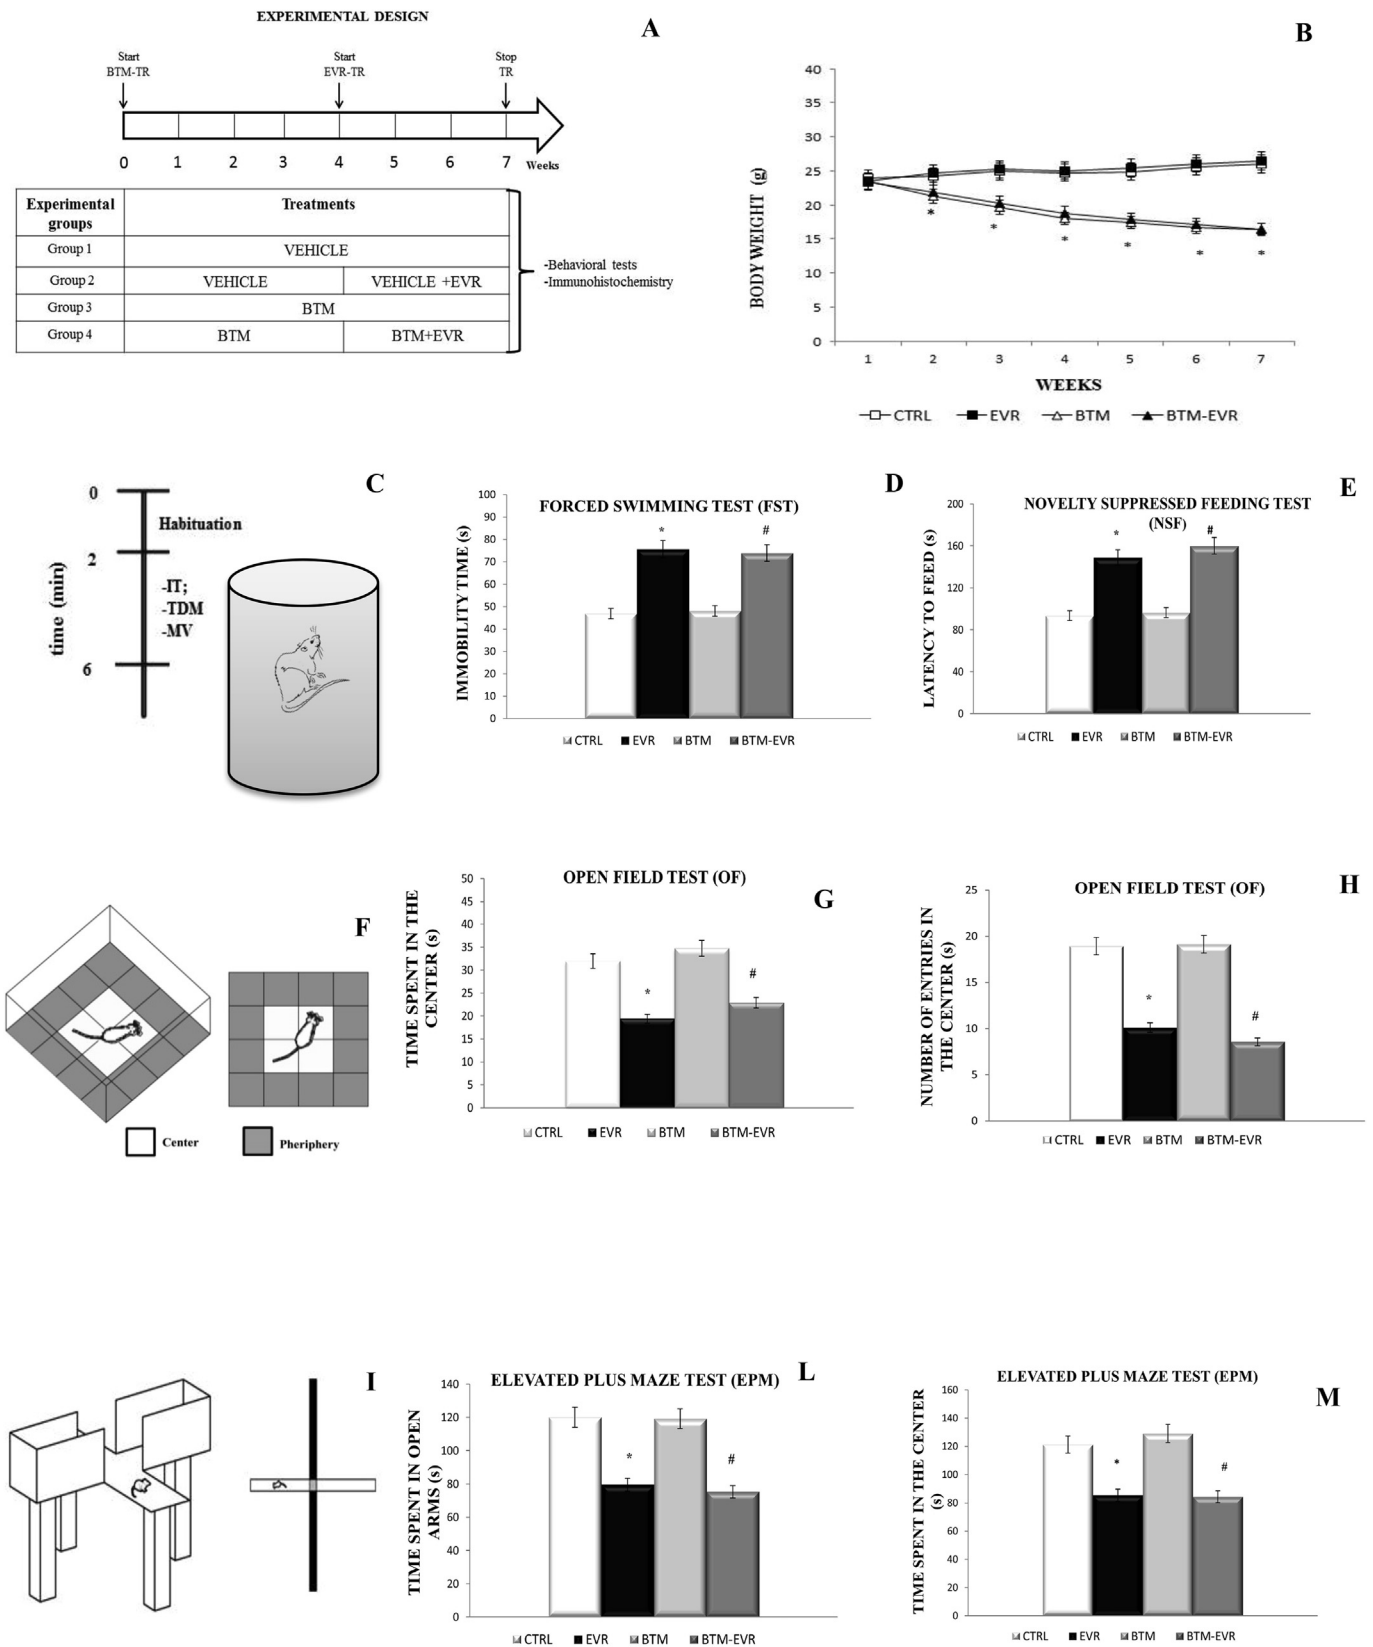 EXPERIMENTAL DESIGN
A
Start
BTM-TR
Start
EVR-TR
Stop
TR
0 1 2 3 4 5 6 7 Weeks
Experimental
groups
Treatments
Group 1 VEHICLE
Group 2 VEHICLE VEHICLE +EVR
Group 3 BTM
Group 4 BTM BTM+EVR
-Behavioral tests
-Immunohistochemistry
B
BODY WEIGHT (g)
40
35
30
25
20
15
10
5
0
* * * * * *
1 2 3 4 5 6 7
WEEKS
CTRL EVR BTM BTM-EVR
C
time (min)
0
Habituation
2
-IT;
-TDM
-MV
6
D
FORCED SWIMMING TEST (FST)
IMMOBILITY TIME (s)
100
90
80
70
60
50
40
30
20
10
0
* #
CTRL EVR BTM BTM-EVR
E
NOVELTY SUPPRESSED FEEDING TEST
(NSF)
LATENCY TO FEED (s)
200
160
120
80
40
0
* #
CTRL EVR BTM BTM-EVR
F
Center
Pheriphery
G
OPEN FIELD TEST (OF)
TIME SPENT IN THE
CENTER (s)
50
45
40
35
30
25
20
15
10
5
0
* #
CTRL EVR BTM BTM-EVR
H
OPEN FIELD TEST (OF)
NUMBER OF ENTRIES IN
THE CENTER (s)
25
20
15
10
5
0
* #
CTRL EVR BTM BTM-EVR
I
L
ELEVATED PLUS MAZE TEST (EPM)
TIME SPENT IN OPEN
ARMS (s)
140
120
100
80
60
40
20
0
* #
CTRL EVR BTM BTM-EVR
M
ELEVATED PLUS MAZE TEST (EPM)
TIME SPENT IN THE CENTER
(s)
160
140
120
100
80
60
40
20
0
* #
CTRL EVR BTM BTM-EVR